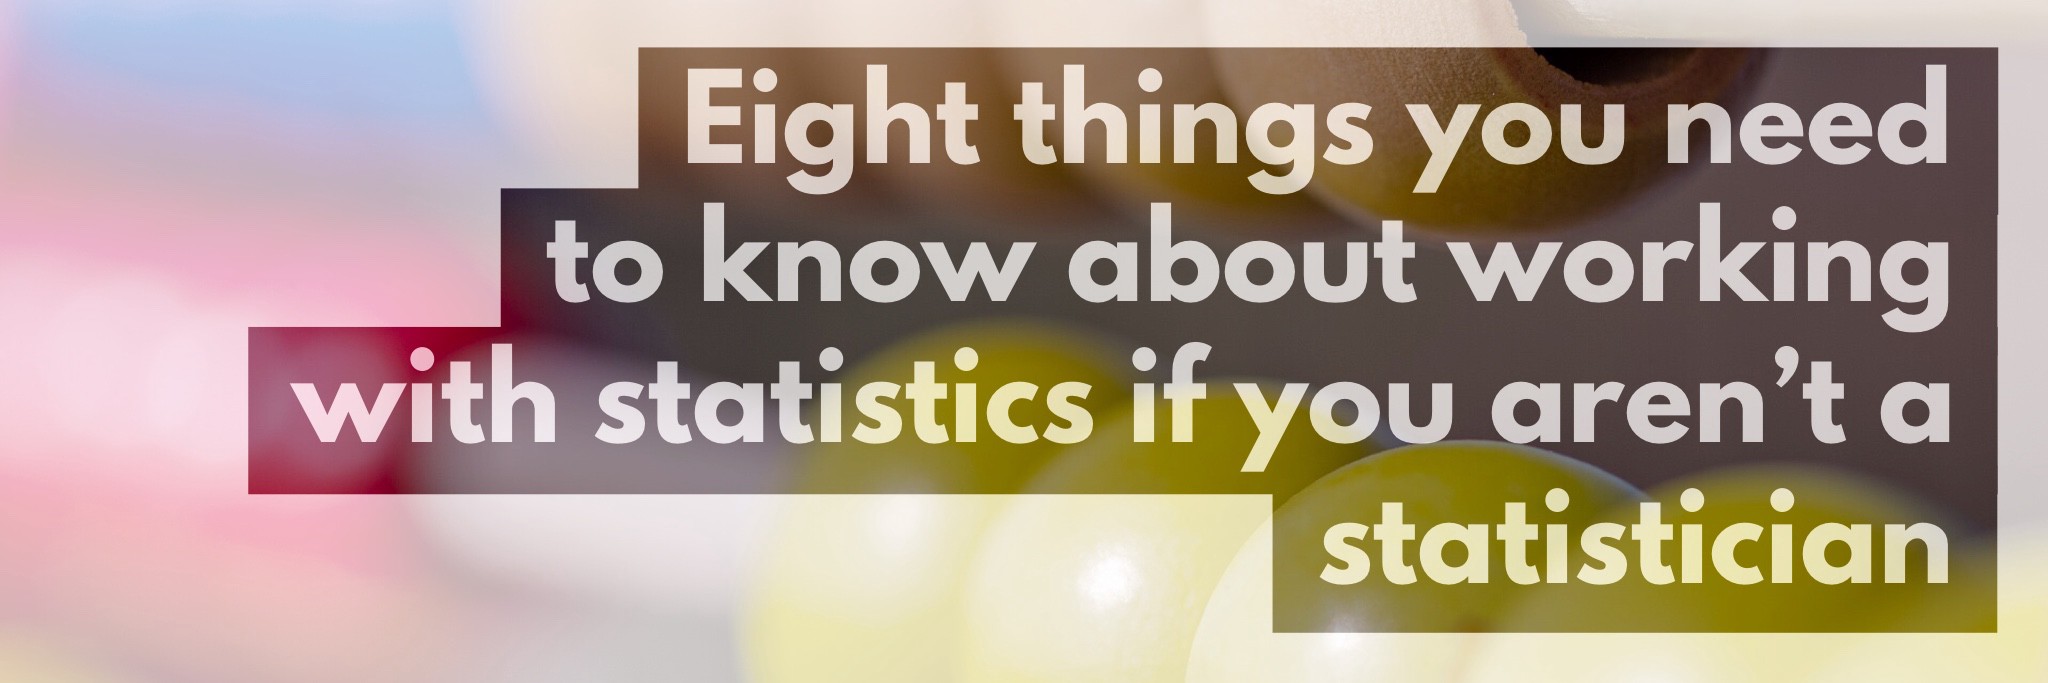 Eight things you need
to know about working
with statistics if you aren’t a
statistician